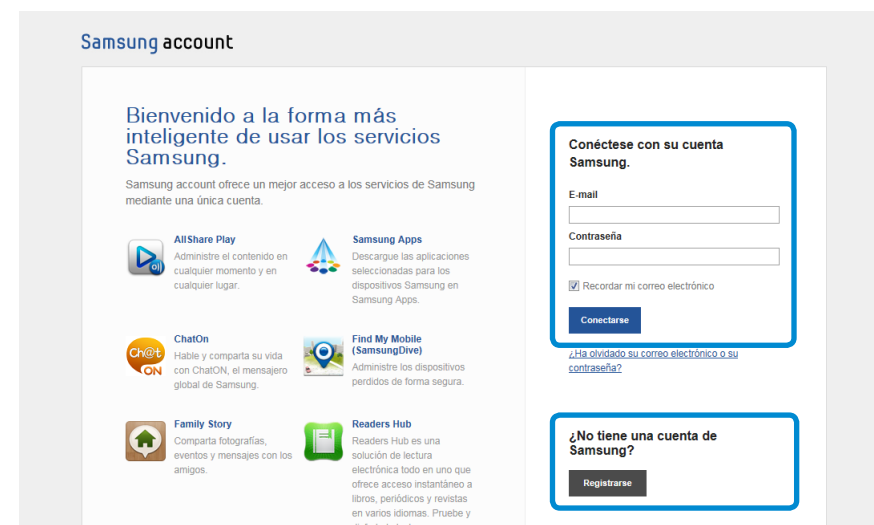 Samsung account
Bienvenido a la forma más
inteligente de usar los servicios
Samsung.
Samsung account ofrece un mejor acceso a los servicios de Samsung
mediante una única cuenta.
AllShare Play
Administre el contenido en
cualquier momento y en
cualquier lugar.
Samsung Apps
Descargue las aplicaciones
seleccionadas para los
dispositivos Samsung en
Samsung Apps.
ChatOn
Hable y comparta su vida
con ChatON, el mensajero
global de Samsung.
Find My Mobile
(SamsungDive)
Administre los dispositivos
perdidos de forma segura.
Family Story
Comparta fotografías,
eventos y mensajes con los
amigos.
Readers Hub
Readers Hub es una
solución de lectura
electrónica todo en uno que
ofrece acceso instantáneo a
libros, periódicos y revistas
en varios idiomas. Pruebe y
Ch@t
ON
Conéctese con su cuenta
Samsung.
E-mail
Contraseña
Recordar mi correo electrónico
Conectarse
¿Ha olvidado su correo electrónico o su
contraseña?
¿No tiene una cuenta de
Samsung?
Registrarse